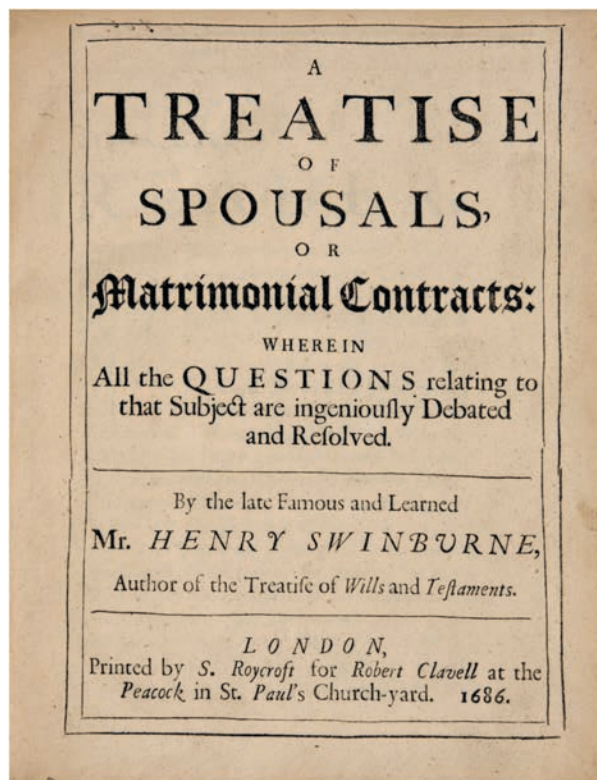 A
TREATISE
OF
SPOUSALS,
OR
Matrimonial Contracts:
WHEREIN
All the QUESTIONS relating to
that Subject are ingeniouſly Debated
and Reſolved.
By the late Famous and Learned
Mr. HENRY SWINBURNE,
Author of the Treatiſe of Wills and Teſtaments.
LONDON,
Printed by S. Roycroft for Robert Clavell at the
Peacock in St. Paul's Church-yard. 1686.